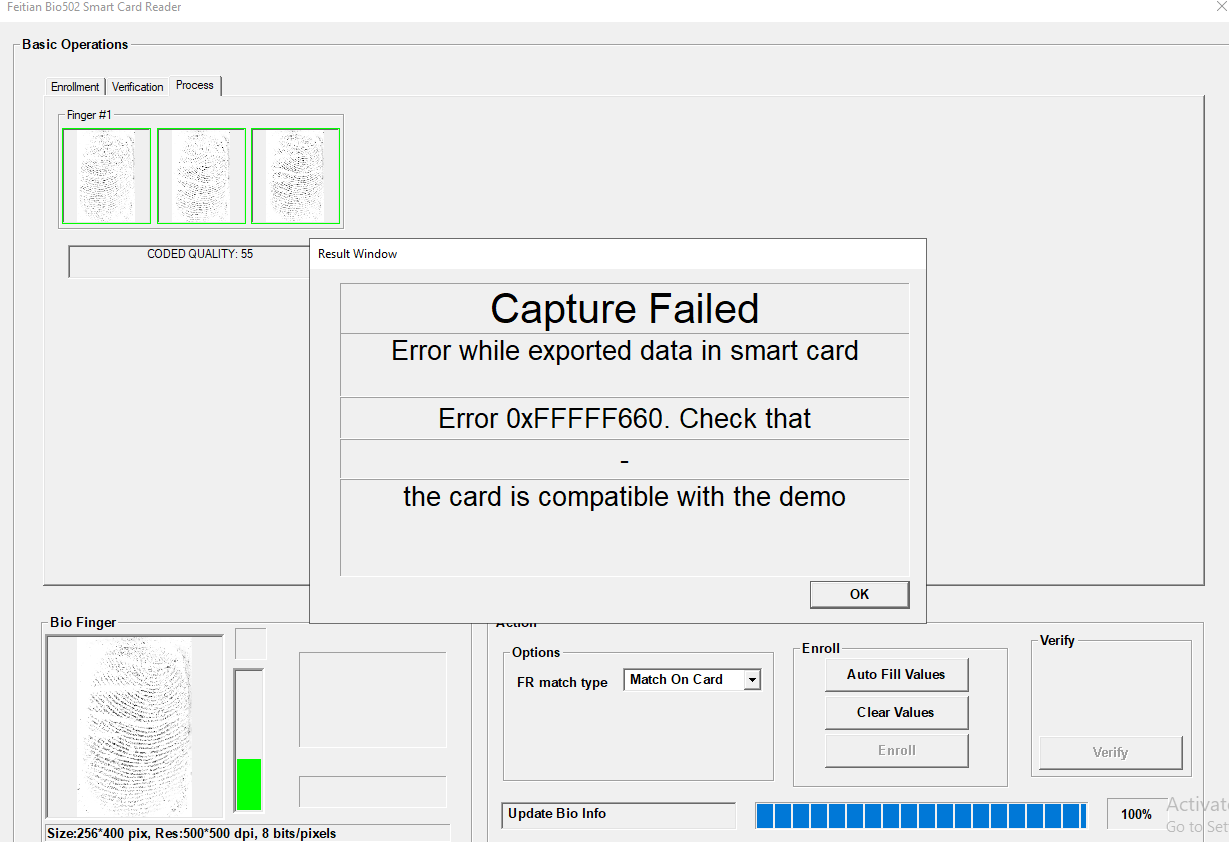 Feitian Bio502 Smart Card Reader
Basic Operations
Enrollment
Verification
Process
Finger #1
CODED QUALITY: 55
Result Window
Capture Failed
Error while exported data in smart card
Error 0xFFFFF660. Check that
-
the card is compatible with the demo
OK
Bio Finger
Size:256*400 pix, Res:500*500 dpi, 8 bits/pixels
Action
Options
FR match type
Match On Card
Enroll
Auto Fill Values
Clear Values
Enroll
Verify
Verify
Update Bio Info
100%
Activat
Go to Set